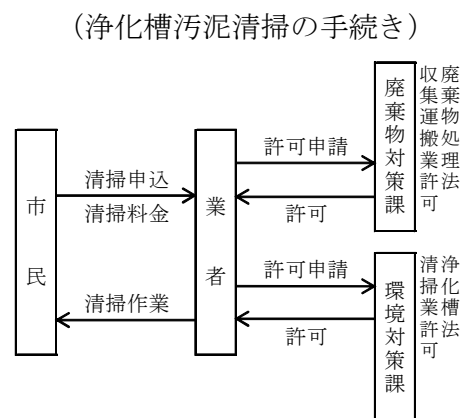 （浄化槽汚泥清掃の手続き）
市民
清掃申込
清掃料金
清掃作業
業者
許可申請
許可
廃棄物対策課
廃棄物処理法
収集運搬業許可
許可申請
許可
環境対策課
浄化槽法
清掃業許可